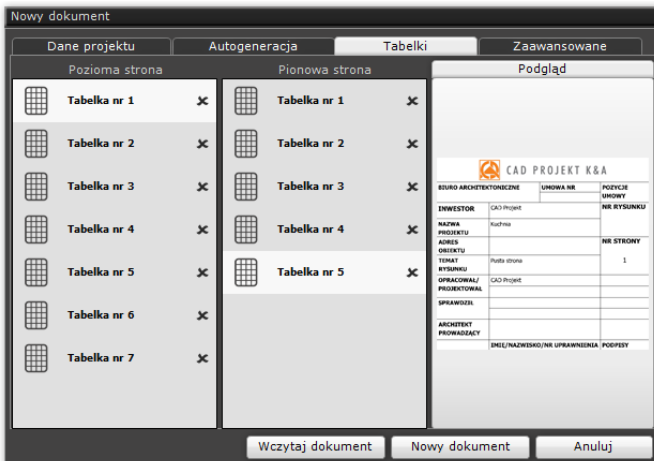 Nowy dokument
Dane projektu Autogeneracja Tabelki Zaawansowane
Pozioma strona Pionowa strona Podgląd
Tabelka nr 1 Tabelka nr 1
Tabelka nr 2 Tabelka nr 2
Tabelka nr 3 Tabelka nr 3
Tabelka nr 4 Tabelka nr 4
Tabelka nr 5 Tabelka nr 5
Tabelka nr 6
Tabelka nr 7
CAD PROJEKT K&A
BIURO ARCHITEKTONICZNE UMOWA NR POZYCJE
UMOWY
INWESTOR CAD Projekt NR RYSUNKU
NAZWA
PROJEKTU Kuchnia
ADRES
OBIEKTU NR STRONY
TEMAT
RYSUNKU Pusta strona 1
OPRACOWAŁ/
PROJEKTOWAŁ CAD Projekt
SPRAWDZIŁ
ARCHITEKT
PROWADZĄCY
IMIĘ/NAZWISKO/NR UPRAWNIENIA PODPISY
Wczytaj dokument Nowy dokument Anuluj